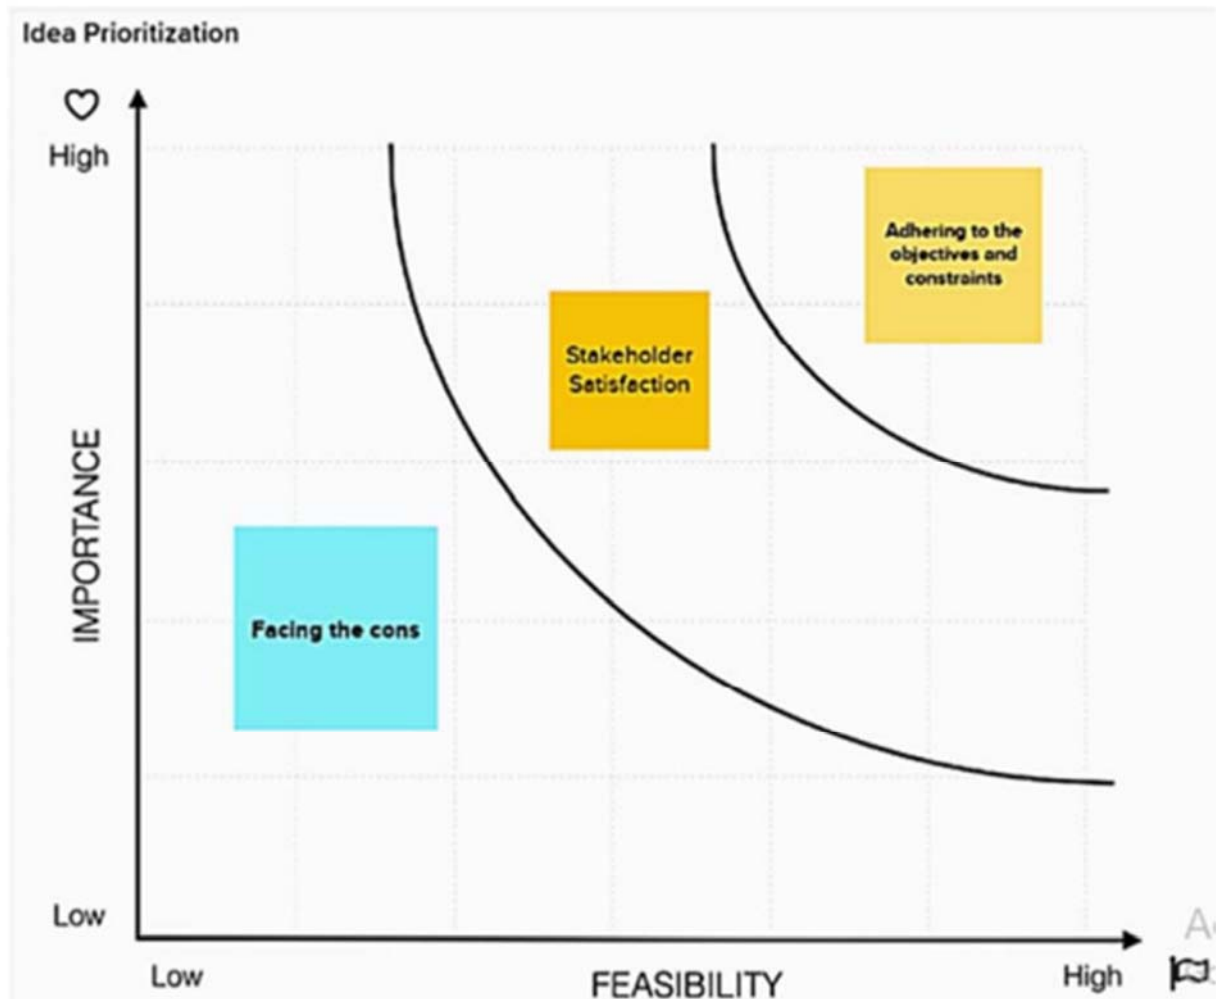 Idea Prioritization
High
Adhering to the
objectives and
constraints
Stakeholder
Satisfaction
IMPORTANCE
Facing the cons
Low
Low
FEASIBILITY
High